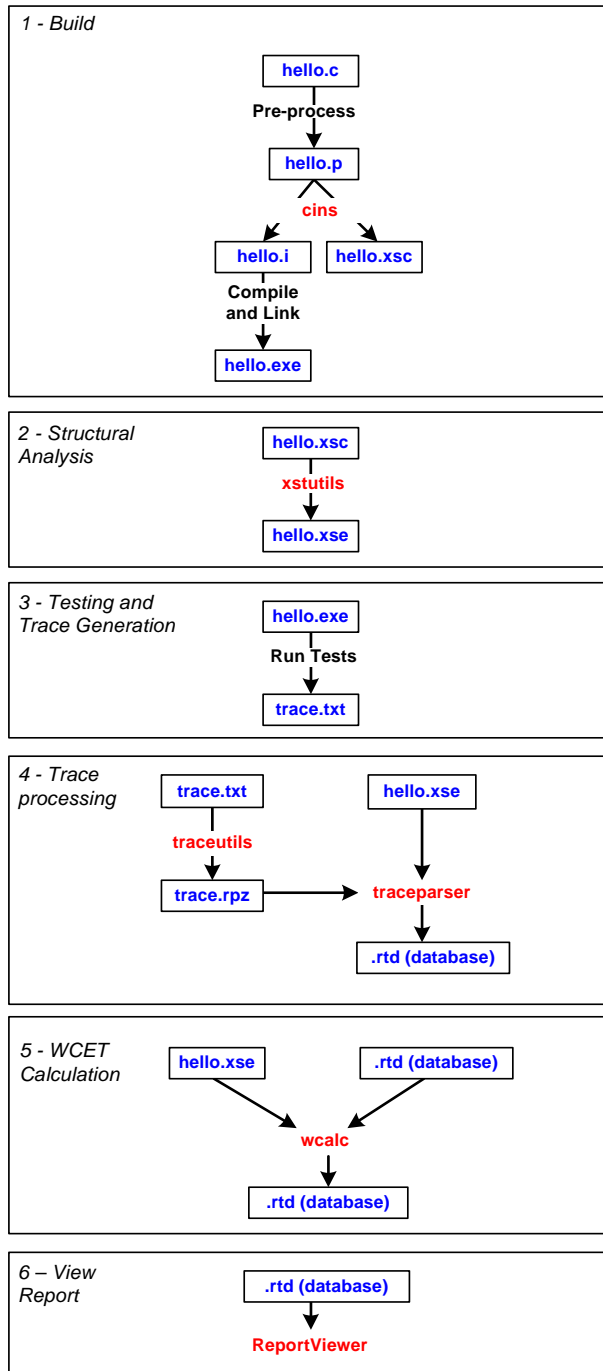 1 - Build
hello.c
Pre-process
hello.p
cins
hello.i
hello.xsc
Compile
and Link
hello.exe
2 - Structural
Analysis
hello.xsc
xstutils
hello.xse
3 - Testing and
Trace Generation
hello.exe
Run Tests
trace.txt
4 - Trace
processing
trace.txt
hello.xse
traceutils
trace.rpz
traceparser
.rtd (database)
5 - WCET
Calculation
hello.xse
.rtd (database)
wcalc
.rtd (database)
6 – View
Report
.rtd (database)
ReportViewer